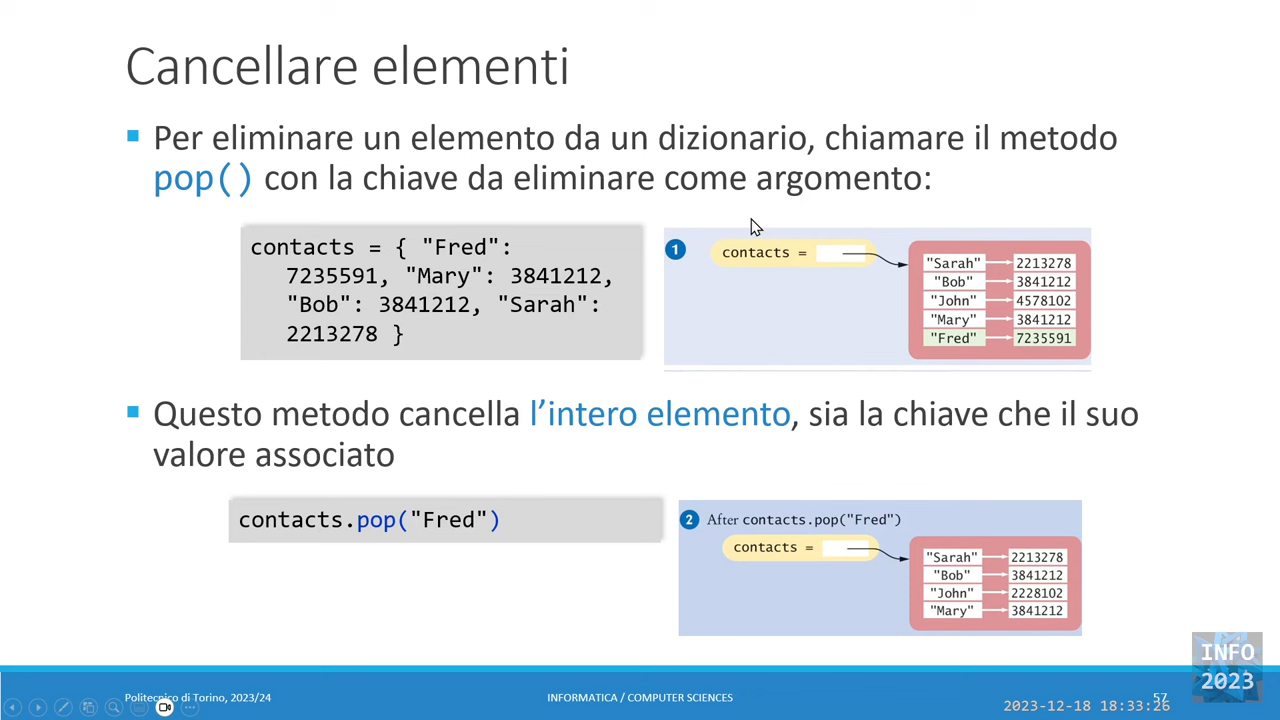 Cancellare elementi
Per eliminare un elemento da un dizionario, chiamare il metodo
pop() con la chiave da eliminare come argomento:
contacts = { "Fred":
7235591, "Mary": 3841212,
"Bob": 3841212, "Sarah":
2213278 }
1
contacts =
"Sarah" 2213278
"Bob" 3841212
"John" 4578102
"Mary" 3841212
"Fred" 7235591
Questo metodo cancella l’intero elemento, sia la chiave che il suo
valore associato
contacts.pop("Fred")
2 After contacts.pop("Fred")
contacts =
"Sarah" 2213278
"Bob" 3841212
"John" 2228102
"Mary" 3841212
INFO
2023
Politecnico di Torino, 2023/24
INFORMATICA / COMPUTER SCIENCES
57
2023-12-18 18:33:26